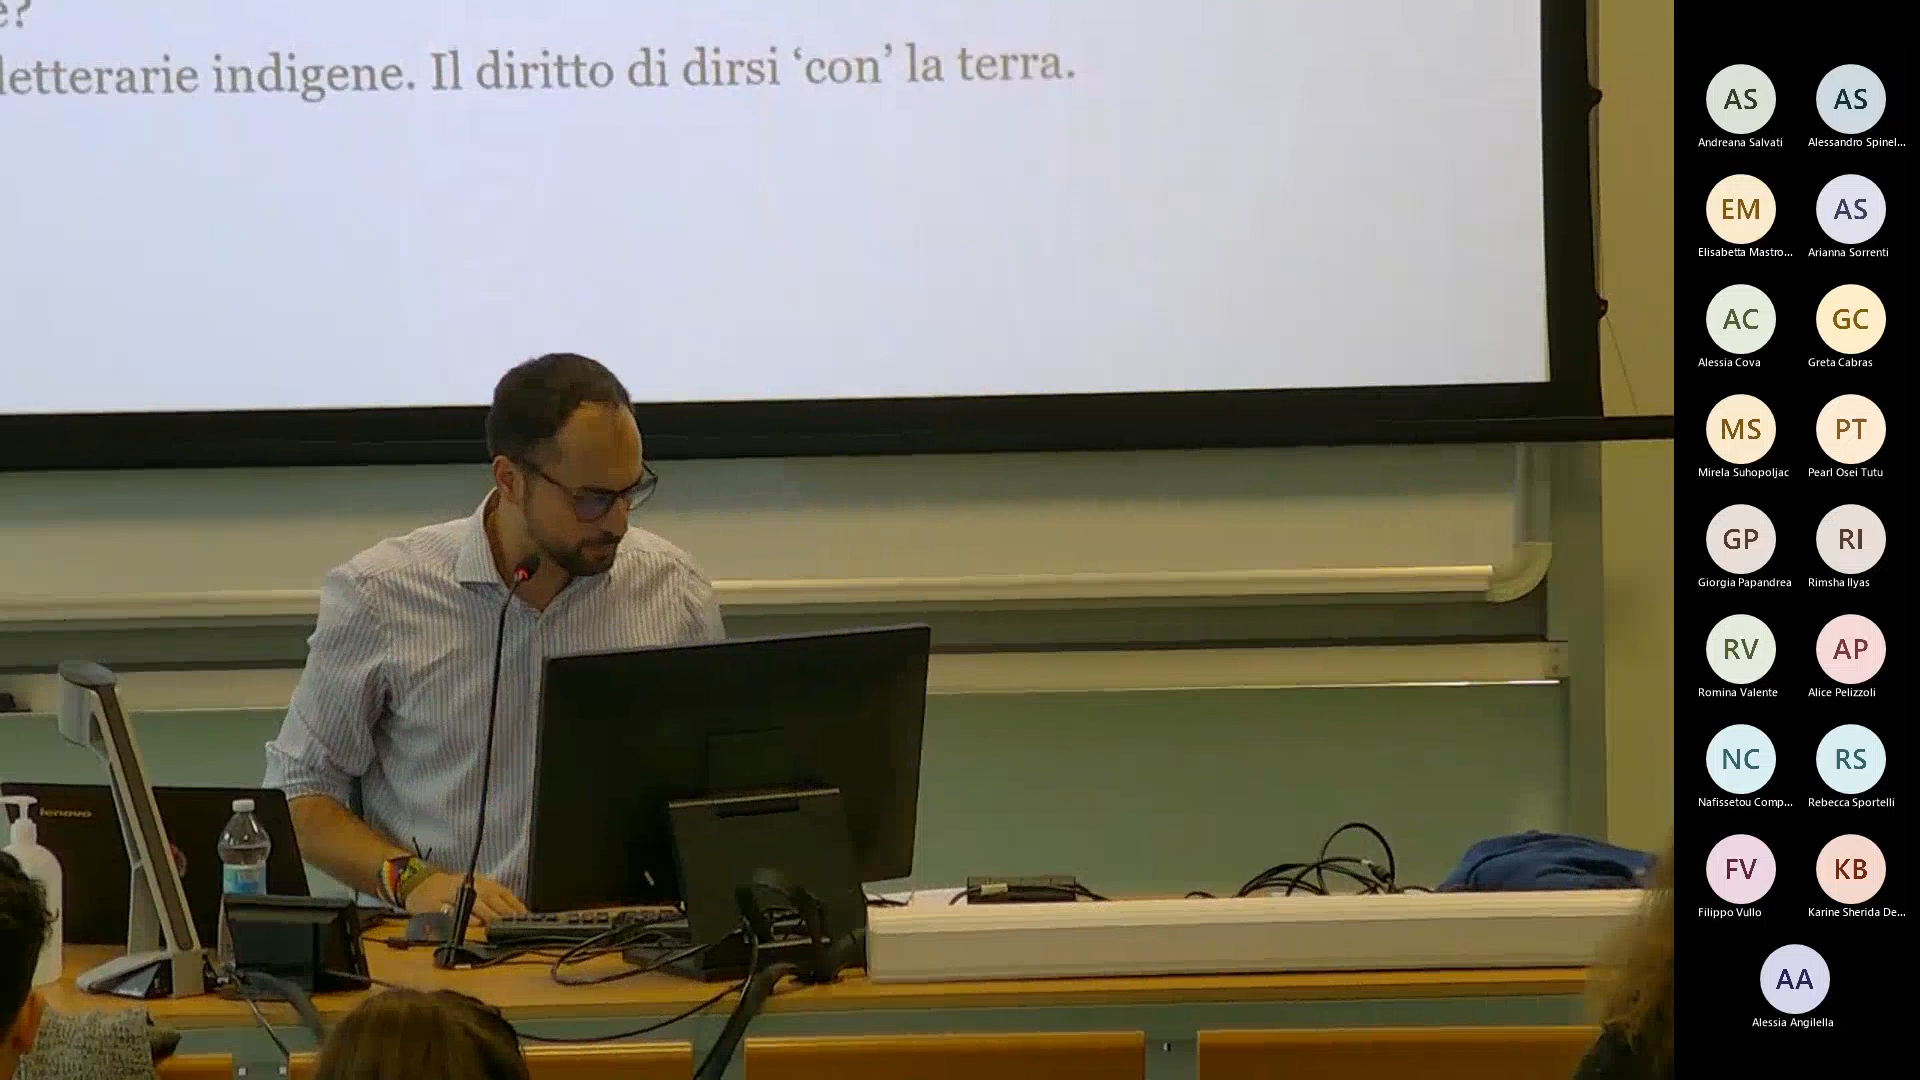 e?
letterarie indigene. Il diritto di dirsi ‘con’ la terra.
lenovo
AS
AS
Andreana Salvati
Alessandro Spinel...
EM
AS
Elisabetta Mastro...
Arianna Sorrenti
AC
GC
Alessia Cova
Greta Cabras
MS
PT
Mirela Suhopoljac
Pearl Osei Tutu
GP
RI
Giorgia Papandrea
Rimsha Ilyas
RV
AP
Romina Valente
Alice Pelizzoli
NC
RS
Nafissetou Comp...
Rebecca Sportelli
FV
KB
Filippo Vullo
Karine Sherida De...
AA
Alessia Angilella